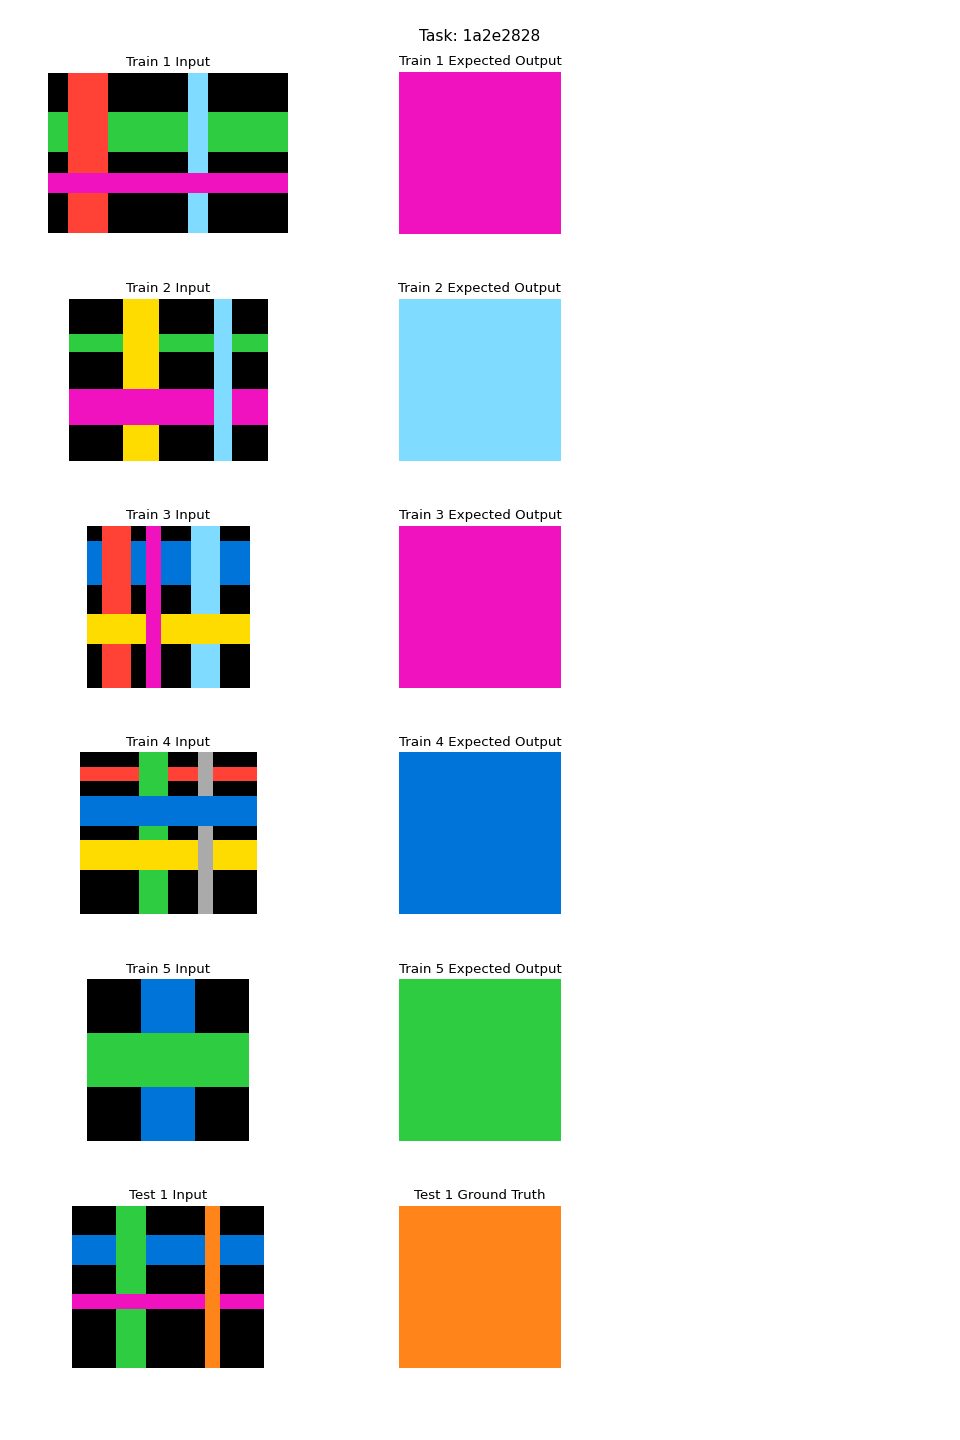 Task: 1a2e2828
Train 1 Input
Train 1 Expected Output
Train 2 Input
Train 2 Expected Output
Train 3 Input
Train 3 Expected Output
Train 4 Input
Train 4 Expected Output
Train 5 Input
Train 5 Expected Output
Test 1 Input
Test 1 Ground Truth